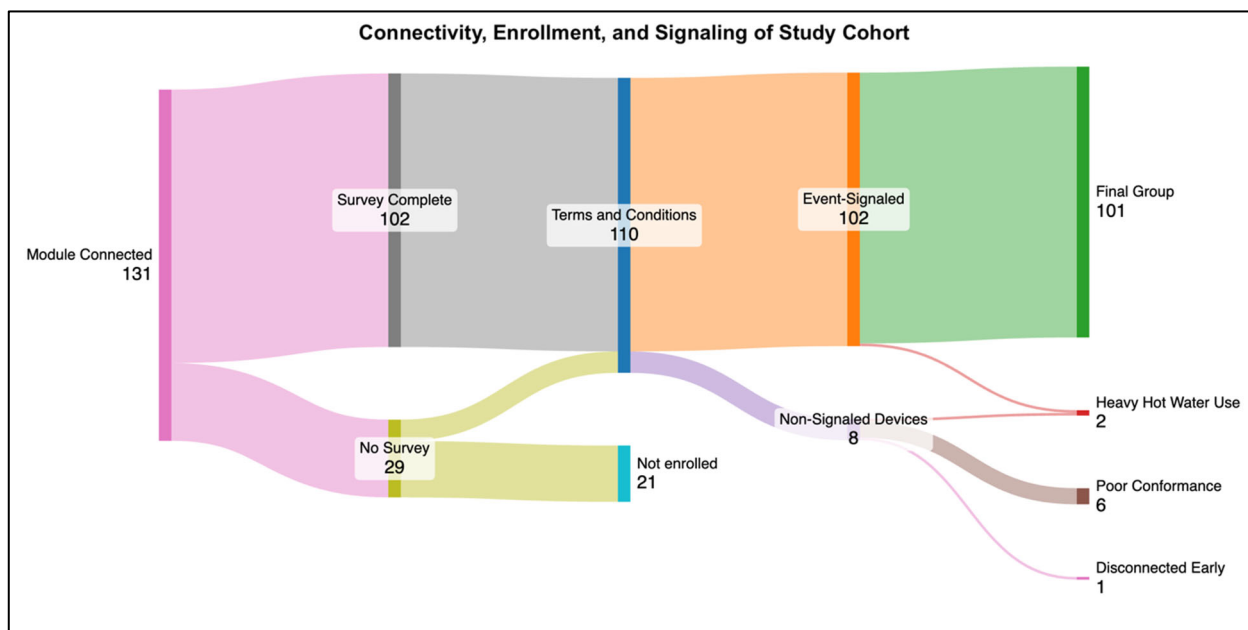 Connectivity, Enrollment, and Signaling of Study Cohort
Module Connected
131
Survey Complete
102
No Survey
29
Terms and Conditions
110
Not enrolled
21
Event-Signaled
102
Non-Signaled Devices
8
Final Group
101
Heavy Hot Water Use
2
Poor Conformance
6
Disconnected Early
1